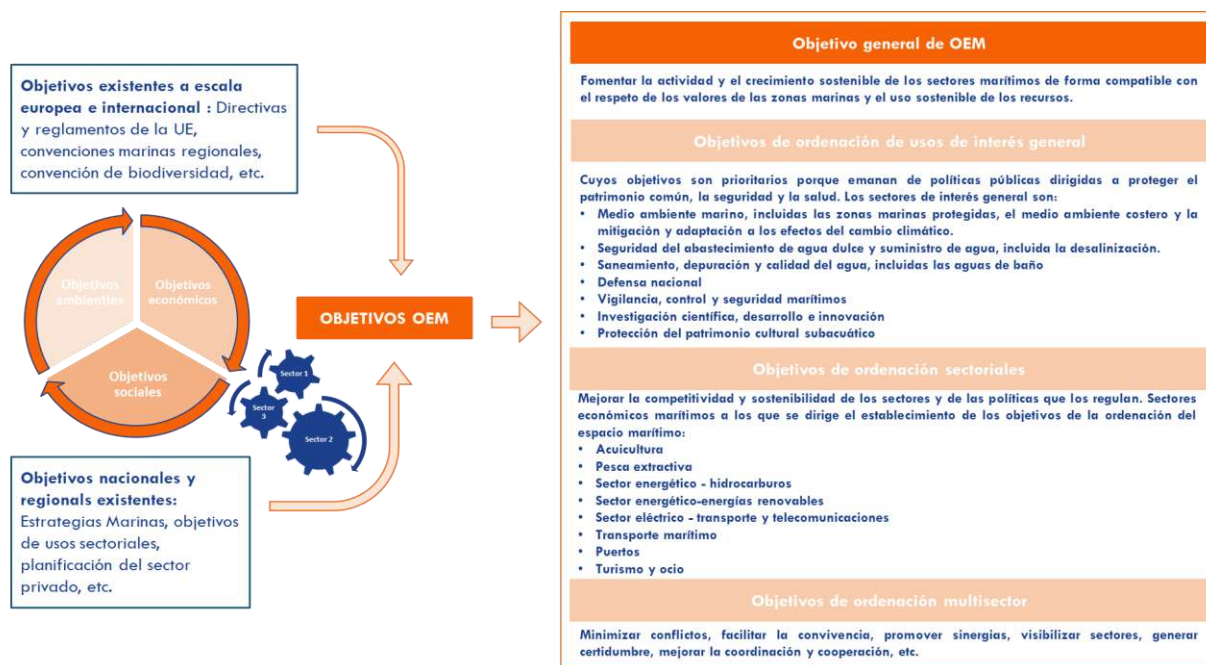 Objetivos existentes a escala
europea e internacional : Directivas
y reglamentos de la UE,
convenciones marinas regionales,
convención de biodiversidad, etc.
Objetivos
ambientles
Objetivos
económicos
Objetivos
sociales
Sector 1
Sector
3
Sector 2
OBJETIVOS OEM
Objetivos nacionales y
regionals existentes:
Estrategias Marinas, objetivos
de usos sectoriales,
planificación del sector
privado, etc.
Objetivo general de OEM
Fomentar la actividad y el crecimiento sostenible de los sectores marítimos de forma compatible con
el respeto de los valores de las zonas marinas y el uso sostenible de los recursos.
Objetivos de ordenación de usos de interés general
Cuyos objetivos son prioritarios porque emanan de políticas públicas dirigidas a proteger el
patrimonio común, la seguridad y la salud. Los sectores de interés general son:
• Medio ambiente marino, incluidas las zonas marinas protegidas, el medio ambiente costero y la
mitigación y adaptación a los efectos del cambio climático.
• Seguridad del abastecimiento de agua dulce y suministro de agua, incluida la desalinización.
• Saneamiento, depuración y calidad del agua, incluidas las aguas de baño
• Defensa nacional
• Vigilancia, control y seguridad marítimos
• Investigación científica, desarrollo e innovación
• Protección del patrimonio cultural subacuático
Objetivos de ordenación sectoriales
Mejorar la competitividad y sostenibilidad de los sectores y de las políticas que los regulan. Sectores
económicos marítimos a los que se dirige el establecimiento de los objetivos de la ordenación del
espacio marítimo:
• Acuicultura
• Pesca extractiva
• Sector energético - hidrocarburos
• Sector energético-energías renovables
• Sector eléctrico - transporte y telecomunicaciones
• Transporte marítimo
• Puertos
• Turismo y ocio
Objetivos de ordenación multisector
Minimizar conflictos, facilitar la convivencia, promover sinergias, visibilizar sectores, generar
certidumbre, mejorar la coordinación y cooperación, etc.